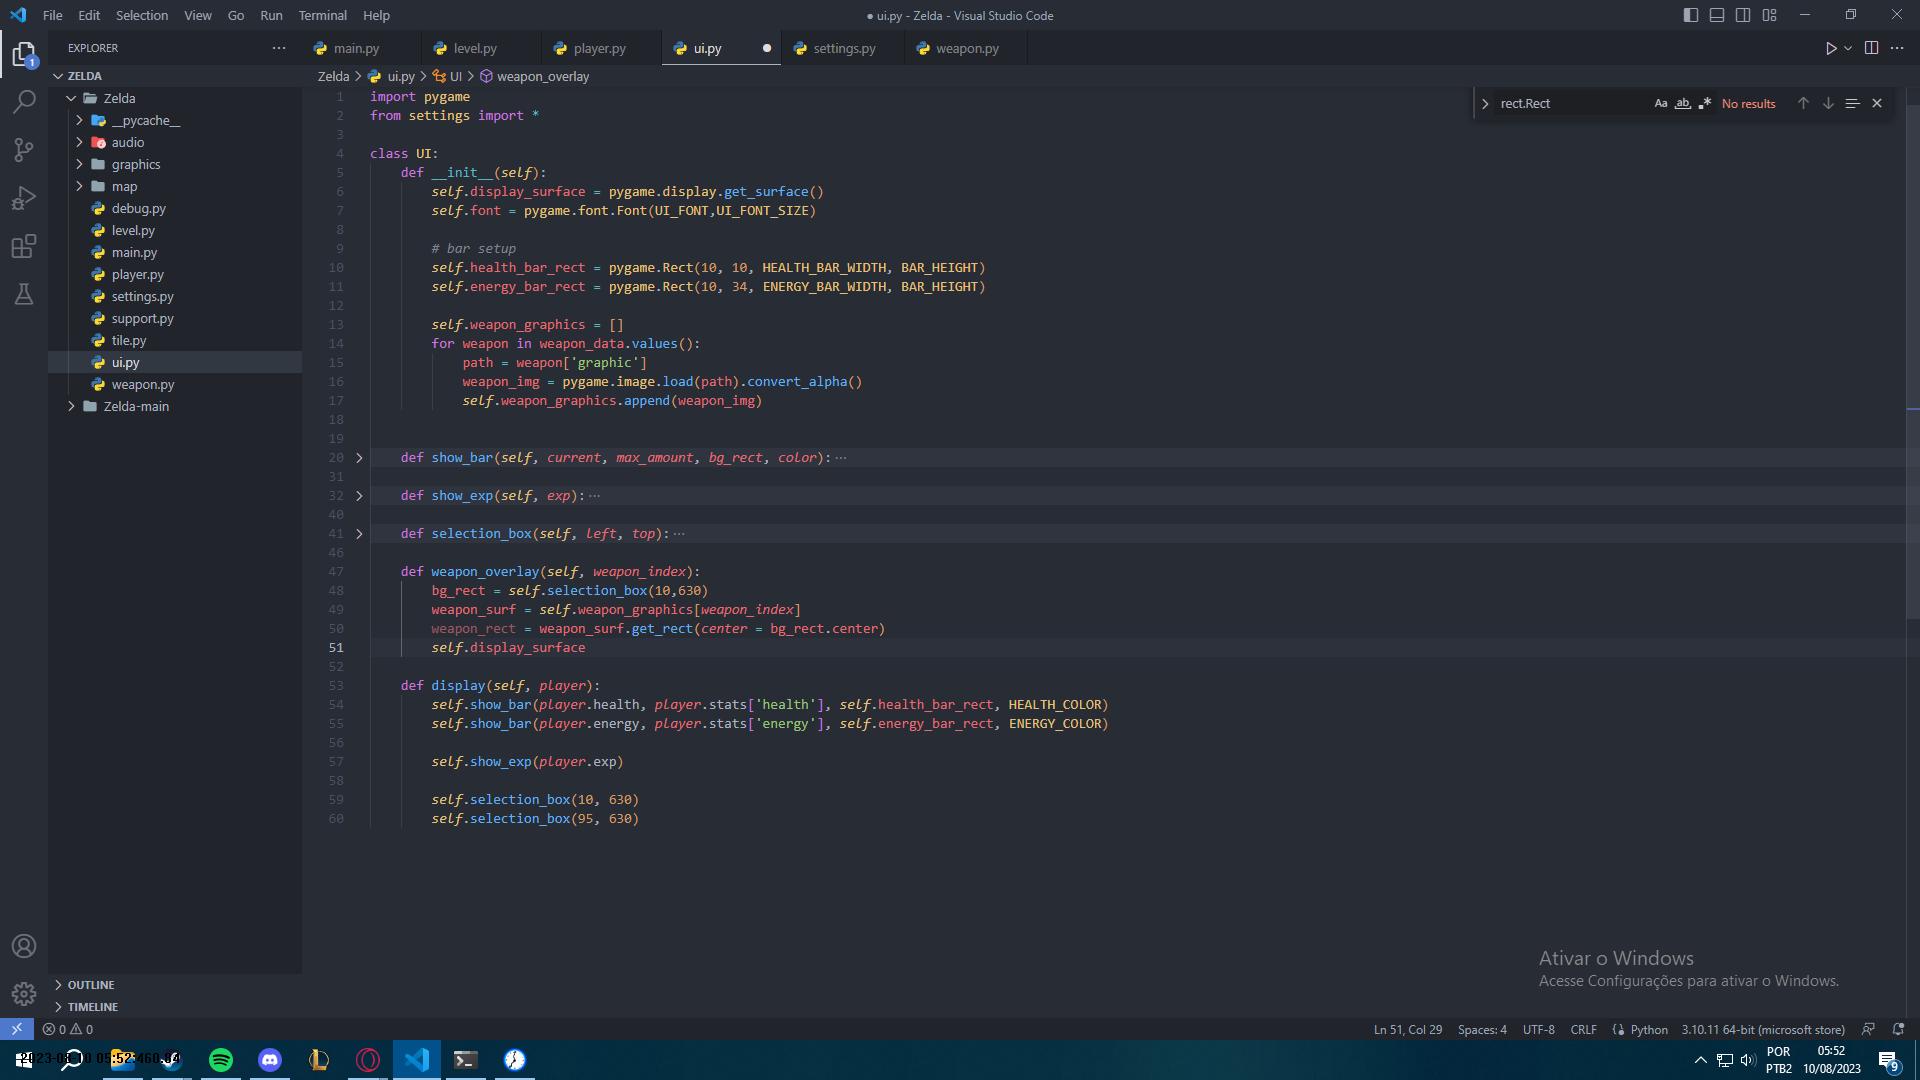 File Edit Selection View Go Run Terminal Help
● ui.py - Zelda - Visual Studio Code
EXPLORER
main.py level.py player.py ui.py settings.py weapon.py
ZELDA
Zelda
__pycache__
audio
graphics
map
debug.py
level.py
main.py
player.py
settings.py
support.py
tile.py
ui.py
weapon.py
Zelda-main
OUTLINE
TIMELINE
Zelda > ui.py > UI > weapon_overlay
rect.Rect Aa ab .* No results
1 import pygame
2 from settings import *
3
4 class UI:
5 def __init__(self):
6 self.display_surface = pygame.display.get_surface()
7 self.font = pygame.font.Font(UI_FONT,UI_FONT_SIZE)
8
9 # bar setup
10 self.health_bar_rect = pygame.Rect(10, 10, HEALTH_BAR_WIDTH, BAR_HEIGHT)
11 self.energy_bar_rect = pygame.Rect(10, 34, ENERGY_BAR_WIDTH, BAR_HEIGHT)
12
13 self.weapon_graphics = []
14 for weapon in weapon_data.values():
15 path = weapon['graphic']
16 weapon_img = pygame.image.load(path).convert_alpha()
17 self.weapon_graphics.append(weapon_img)
18
19
20 def show_bar(self, current, max_amount, bg_rect, color):···
31
32 def show_exp(self, exp):···
40
41 def selection_box(self, left, top):···
46
47 def weapon_overlay(self, weapon_index):
48 bg_rect = self.selection_box(10,630)
49 weapon_surf = self.weapon_graphics[weapon_index]
50 weapon_rect = weapon_surf.get_rect(center = bg_rect.center)
51 self.display_surface
52
53 def display(self, player):
54 self.show_bar(player.health, player.stats['health'], self.health_bar_rect, HEALTH_COLOR)
55 self.show_bar(player.energy, player.stats['energy'], self.energy_bar_rect, ENERGY_COLOR)
56
57 self.show_exp(player.exp)
58
59 self.selection_box(10, 630)
60 self.selection_box(95, 630)
Ativar o Windows
Acesse Configurações para ativar o Windows.
0 0
Ln 51, Col 29 Spaces: 4 UTF-8 CRLF Python 3.10.11 64-bit (microsoft store)
POR
PTB2
05:52
10/08/2023
9
1